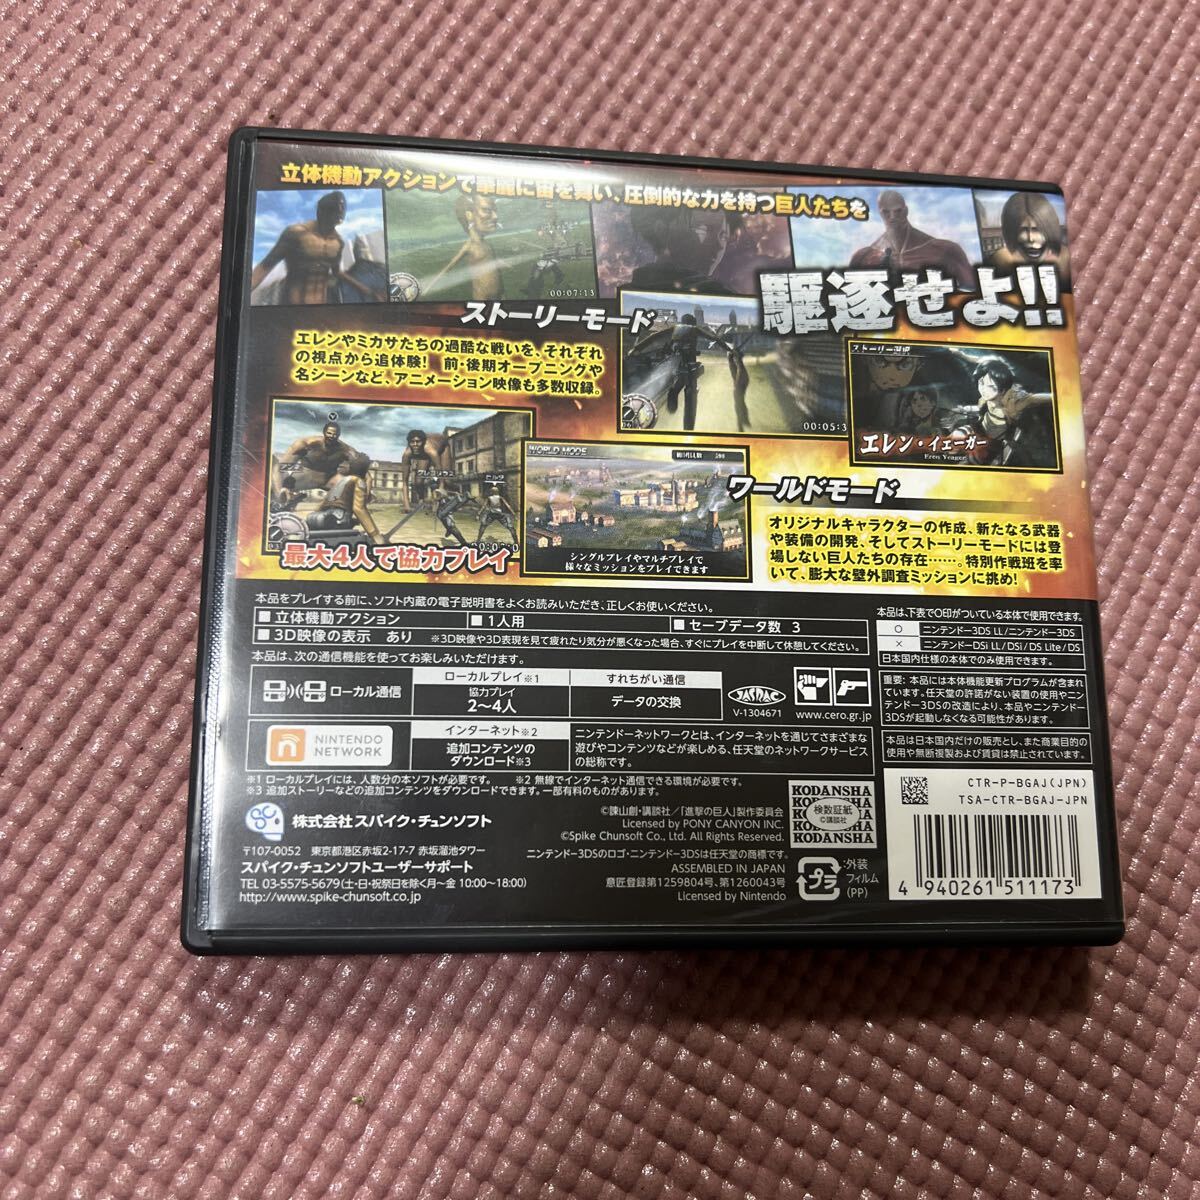 立体機動アクションで華麗に宙を舞い、圧倒的な力を持つ巨人たちを
駆逐せよ!!
00:07:13
ストーリーモード
エレンやミカサたちの過酷な戦いを、それぞれ
の視点から追体験! 前・後期オープニングや
名シーンなど、アニメーション映像も多数収録。
00:05:3
ストーリー選択
エレン・イェーガー
Eren Yeager
最大4人で協力プレイ
WORLD MODE
シングルプレイやマルチプレイで
様々なミッションをプレイできます
ワールドモード
オリジナルキャラクターの作成、新たなる武器
や装備の開発、そしてストーリーモードには登
場しない巨人たちの存在……。特別作戦班を率
いて、膨大な壁外調査ミッションに挑め!
本品をプレイする前に、ソフト内蔵の電子説明書をよくお読みいただき、正しくお使いください。
■立体機動アクション ■1人用 ■セーブデータ数 3
■3D映像の表示 あり ※3D映像や3D表現を見て疲れたり気分が悪くなった場合、すぐにプレイを中断して休憩してください。
本品は、次の通信機能を使ってお楽しみいただけます。
ローカル通信
ローカルプレイ※1
協力プレイ
2〜4人
すれちがい通信
データの交換
JASRAC
V-1304671
www.cero.gr.jp
NINTENDO
NETWORK
インターネット※2
追加コンテンツの
ダウンロード※3
ニンテンドーネットワークとは、インターネットを通じてさまざまな
遊びやコンテンツなどが楽しめる、任天堂のネットワークサービス
の総称です。
※1 ローカルプレイには、人数分の本ソフトが必要です。 ※2 無線でインターネット通信できる環境が必要です。
※3 追加ストーリーなどの追加コンテンツをダウンロードできます。一部有料のものがあります。
本品は、下表で○印がついている本体で使用できます。
○ ニンテンドー3DS LL/ニンテンドー3DS
× ニンテンドーDSi LL/DSi/DS Lite/DS
日本国内仕様の本体でのみ使用できます。
重要: 本品には本体機能更新プログラムが含まれ
ています。任天堂の許諾がない装置の使用やニン
テンドー3DSの改造により、本品やニンテンドー
3DSが起動しなくなる可能性があります。
本品は日本国内だけの販売とし、また商業目的の
使用や無断複製および賃貸は禁止されています。
株式会社スパイク・チュンソフト
〒107-0052 東京都港区赤坂2-17-7 赤坂溜池タワー
スパイク・チュンソフトユーザーサポート
TEL 03-5575-5679(土・日・祝祭日を除く月〜金 10:00〜18:00)
http://www.spike-chunsoft.co.jp
©諫山創・講談社/「進撃の巨人」製作委員会
Licensed by PONY CANYON INC.
©Spike Chunsoft Co., Ltd. All Rights Reserved.
ニンテンドー3DSのロゴ・ニンテンドー3DSは任天堂の商標です。
ASSEMBLED IN JAPAN
意匠登録第1259804号、第1260043号
Licensed by Nintendo
KODANSHA
検数証紙
©講談社
KODANSHA
プラ
:外装
フィルム
(PP)
CTR-P-BGAJ(JPN)
TSA-CTR-BGAJ-JPN
4 940261 511173